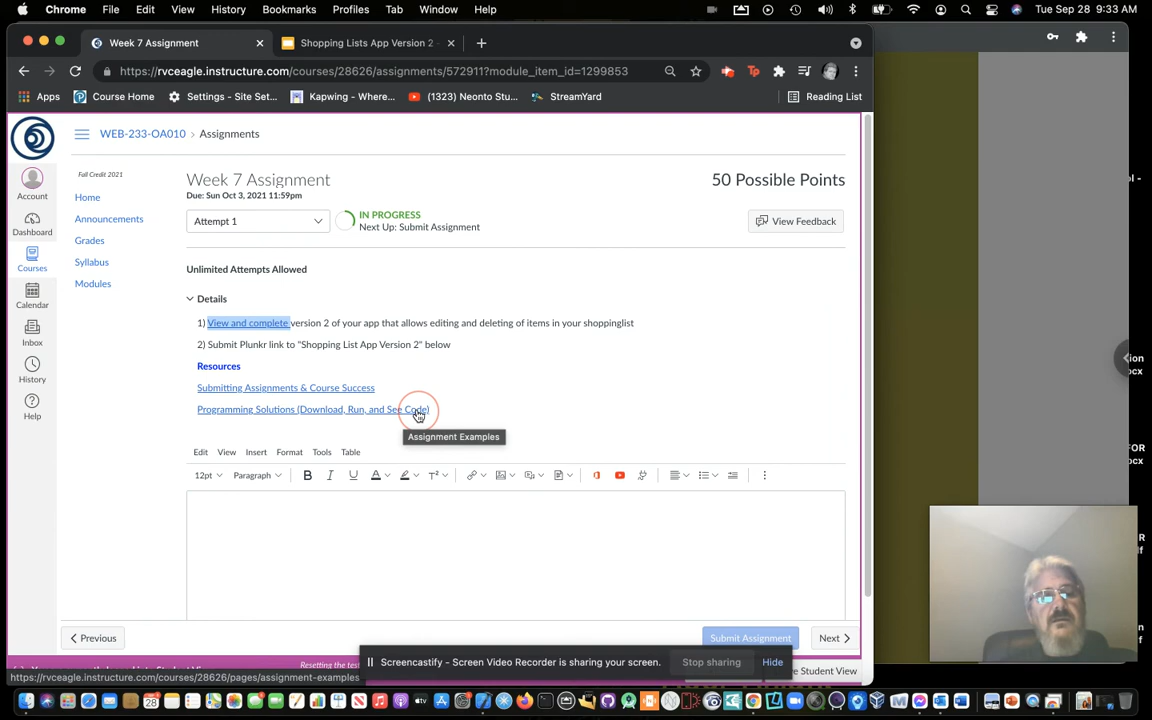 Chrome File Edit View History Bookmarks Profiles Tab Window Help Tue Sep 28 9:33 AM
Week 7 Assignment Shopping Lists App Version 2 -
https://rvceagle.instructure.com/courses/28626/assignments/572911?module_item_id=1299853
Apps Course Home Settings - Site Set... Kapwing - Where... (1323) Neonto Stu... StreamYard Reading List
WEB-233-OA010 › Assignments
Fall Credit 2021
Account
Dashboard
Courses
Calendar
Inbox
History
Help
Home
Announcements
Grades
Syllabus
Modules
Week 7 Assignment 50 Possible Points
Due: Sun Oct 3, 2021 11:59pm
Attempt 1
IN PROGRESS
Next Up: Submit Assignment
View Feedback
Unlimited Attempts Allowed
Details
1) View and complete version 2 of your app that allows editing and deleting of items in your shoppinglist
2) Submit Plunkr link to "Shopping List App Version 2" below
Resources
Submitting Assignments & Course Success
Programming Solutions (Download, Run, and See Code)
Assignment Examples
Edit View Insert Format Tools Table
12pt Paragraph
Previous Submit Assignment Next
Screencastify - Screen Video Recorder is sharing your screen. Stop sharing Hide
Student View
https://rvceagle.instructure.com/courses/28626/pages/assignment-examples